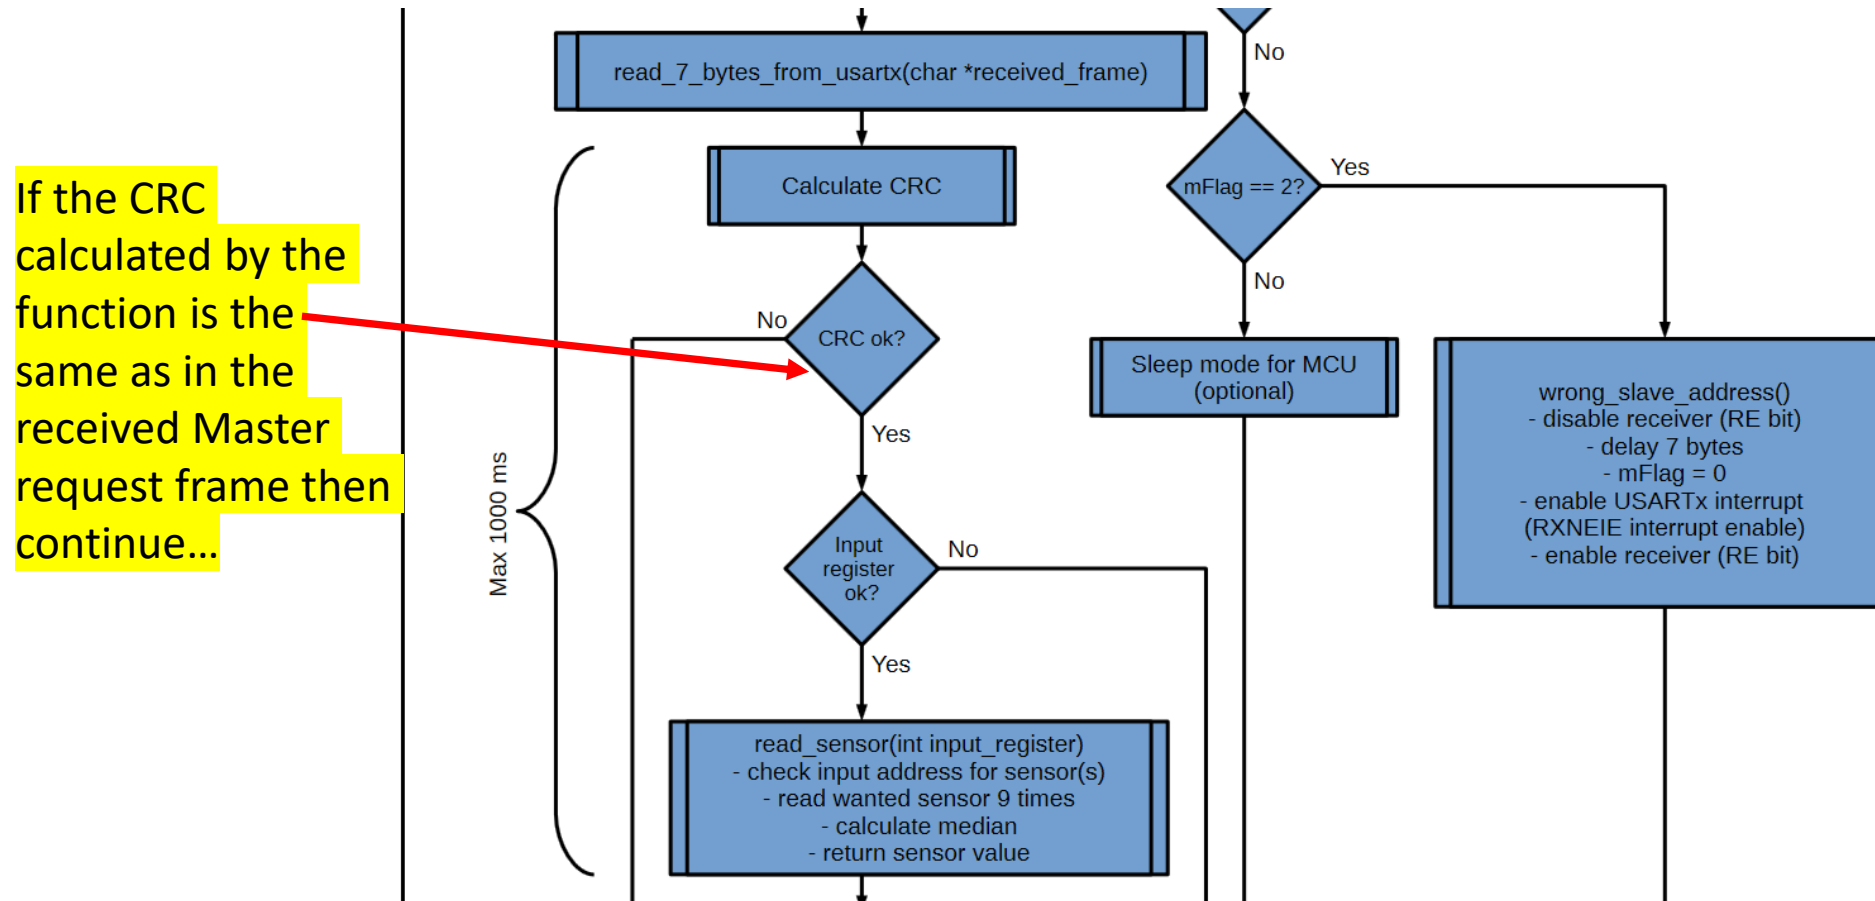 If the CRC
calculated by the
function is the
same as in the
received Master
request frame then
continue…
Max 1000 ms
read_7_bytes_from_usartx(char *received_frame)
Calculate CRC
No
CRC ok?
Yes
Input
register
ok?
No
Yes
read_sensor(int input_register)
- check input address for sensor(s)
- read wanted sensor 9 times
- calculate median
- return sensor value
No
mFlag == 2?
Yes
No
Sleep mode for MCU
(optional)
wrong_slave_address()
- disable receiver (RE bit)
- delay 7 bytes
- mFlag = 0
- enable USARTx interrupt
(RXNEIE interrupt enable)
- enable receiver (RE bit)